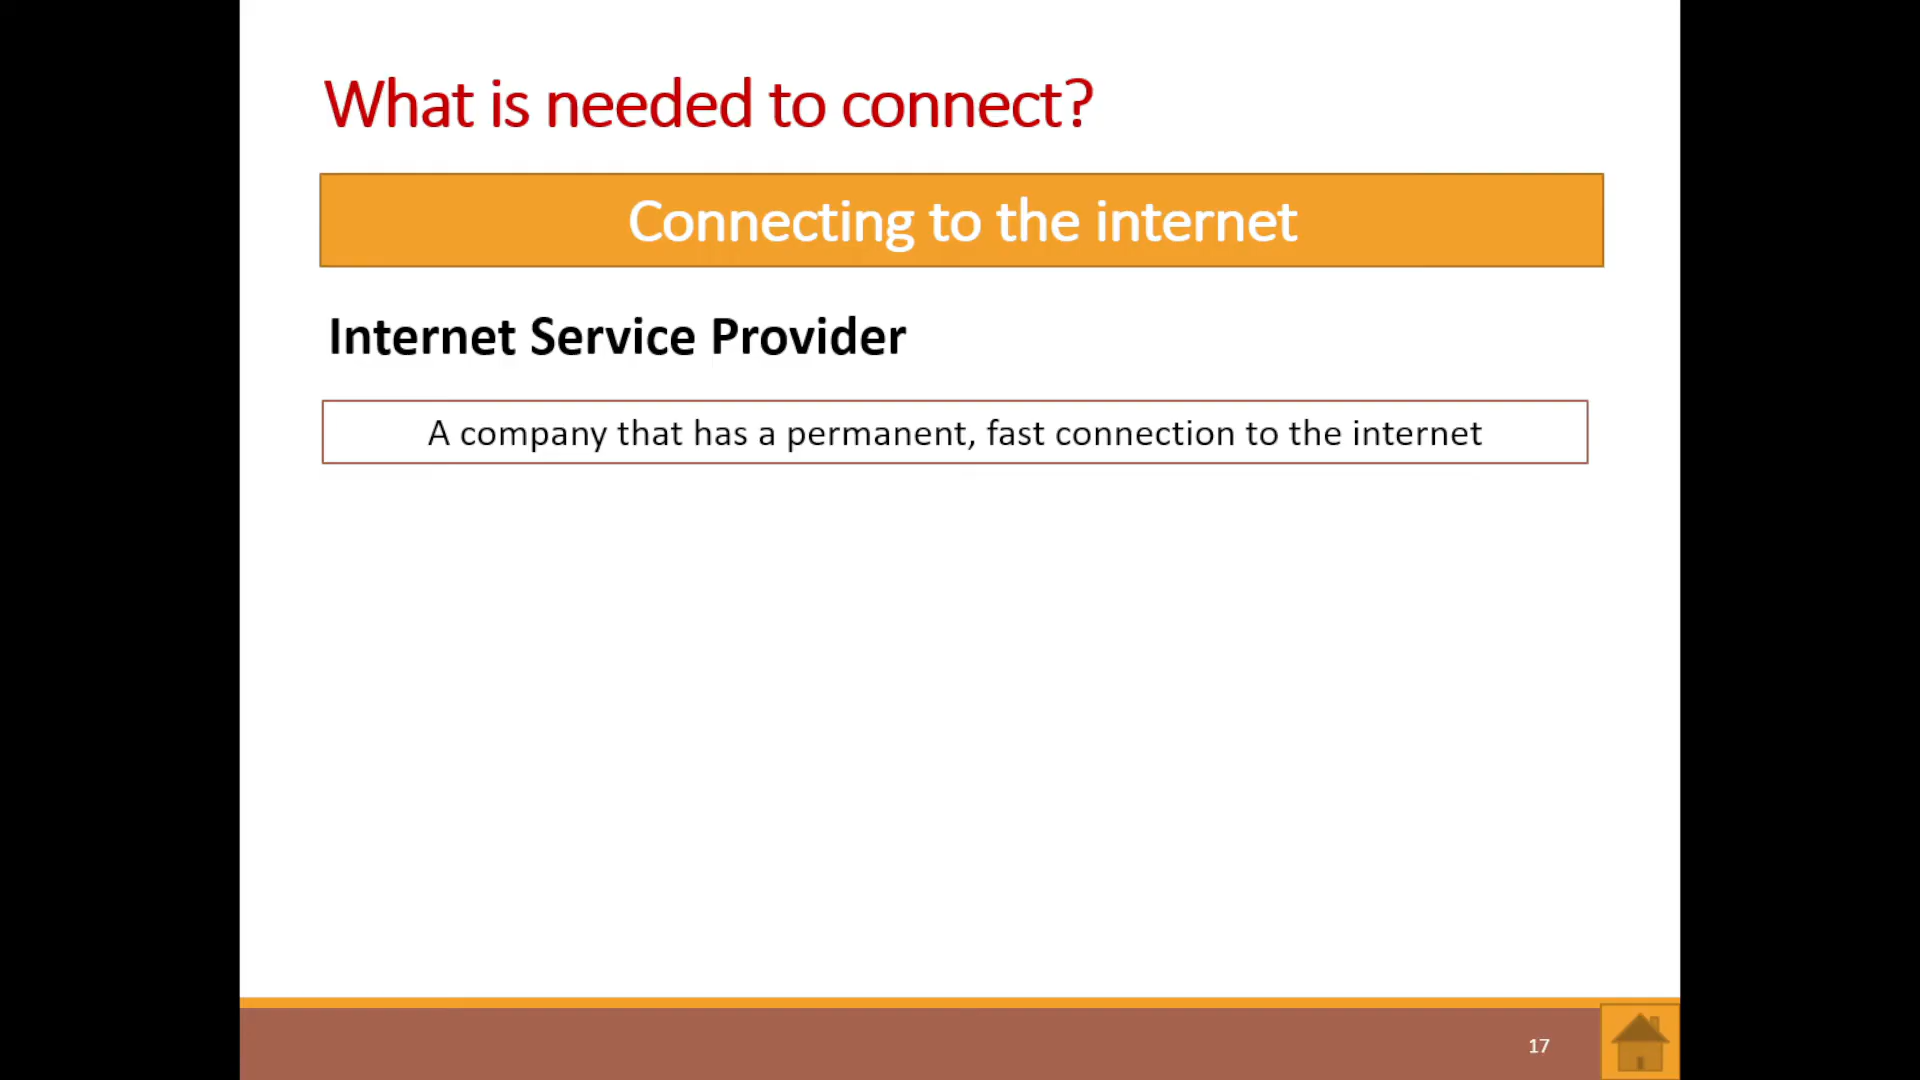 What is needed to connect?
Connecting to the internet
Internet Service Provider
A company that has a permanent, fast connection to the internet
17